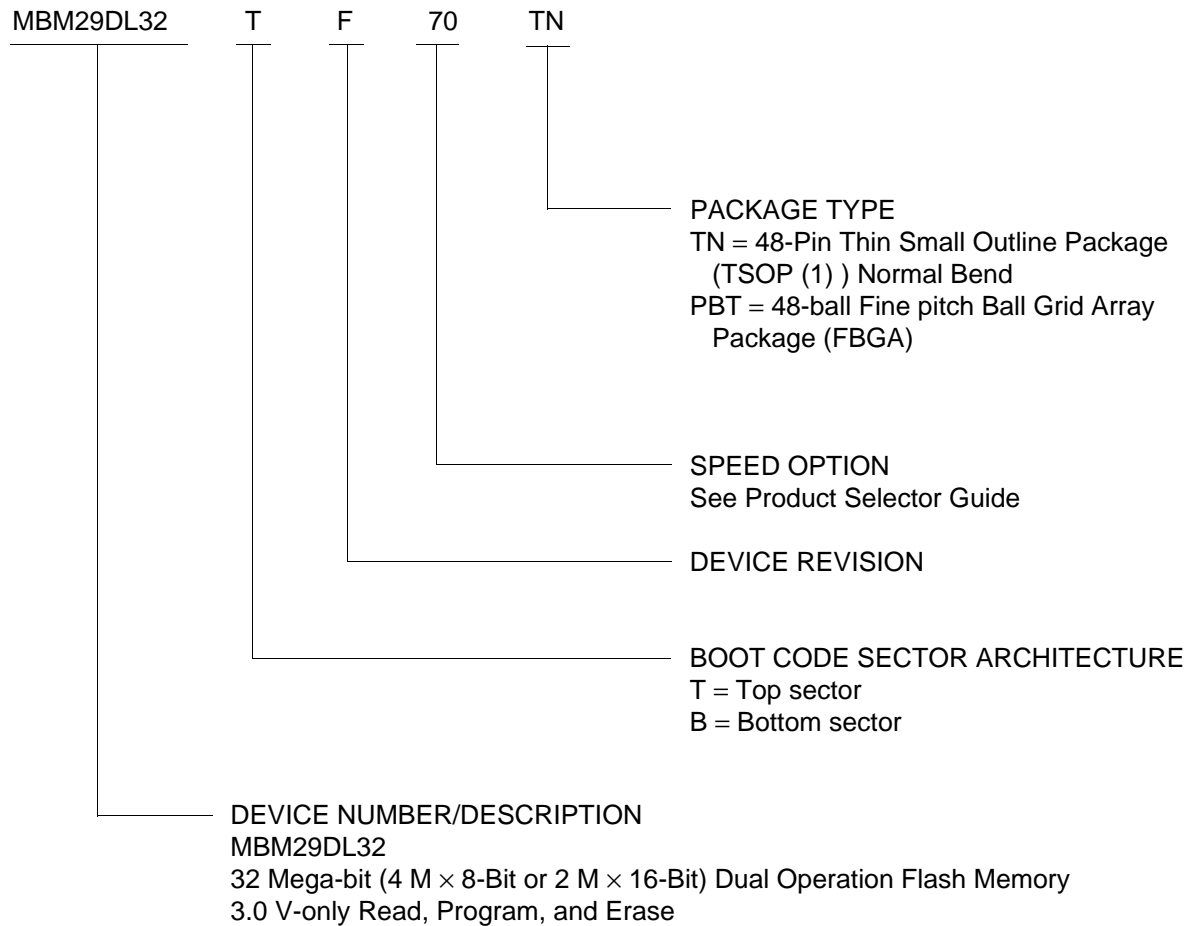 MBM29DL32 T F 70 TN
PACKAGE TYPE
TN = 48-Pin Thin Small Outline Package
(TSOP (1) ) Normal Bend
PBT = 48-ball Fine pitch Ball Grid Array
Package (FBGA)
SPEED OPTION
See Product Selector Guide
DEVICE REVISION
BOOT CODE SECTOR ARCHITECTURE
T = Top sector
B = Bottom sector
DEVICE NUMBER/DESCRIPTION
MBM29DL32
32 Mega-bit (4 M × 8-Bit or 2 M × 16-Bit) Dual Operation Flash Memory
3.0 V-only Read, Program, and Erase